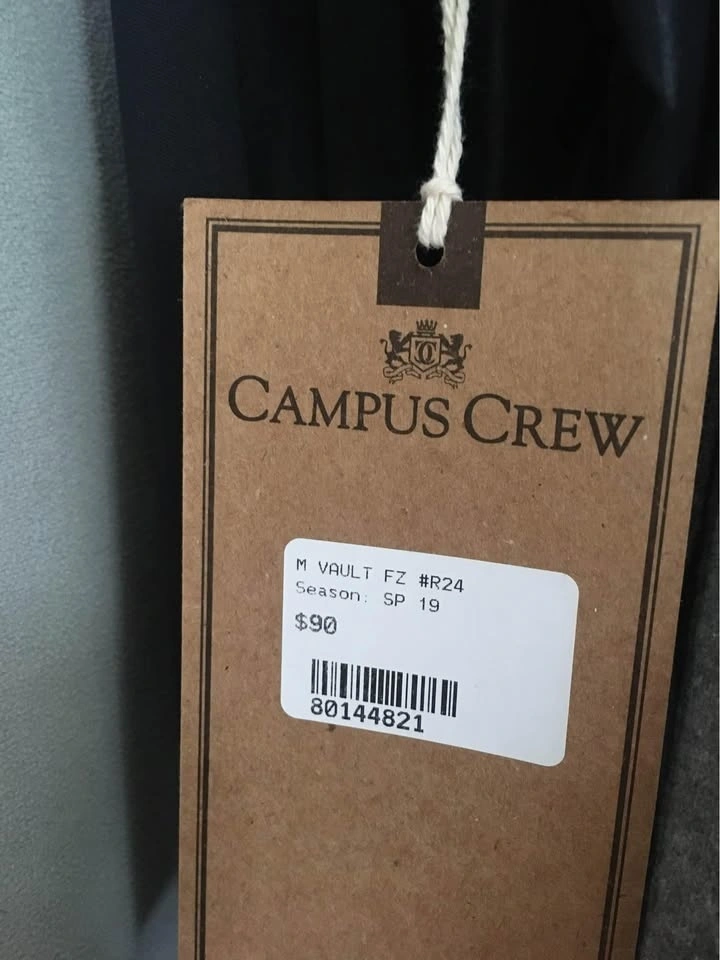 CAMPUS CREW
M VAULT FZ #R24
Season: SP 19
$90
80144821